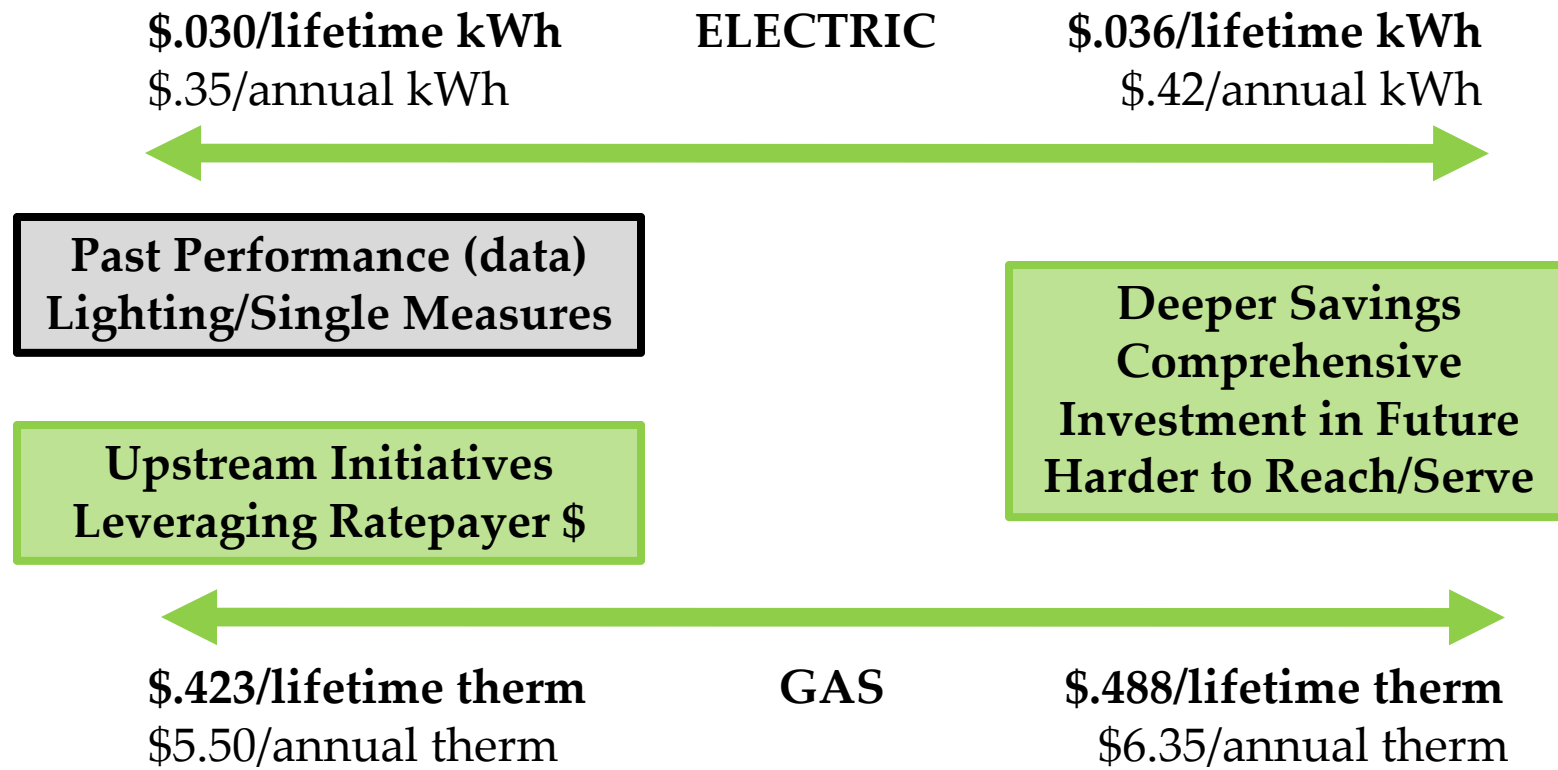 $.030/lifetime kWh ELECTRIC $.036/lifetime kWh
$.35/annual kWh $.42/annual kWh
Past Performance (data)
Lighting/Single Measures
Upstream Initiatives
Leveraging Ratepayer $
Deeper Savings
Comprehensive
Investment in Future
Harder to Reach/Serve
$.423/lifetime therm GAS $.488/lifetime therm
$5.50/annual therm $6.35/annual therm